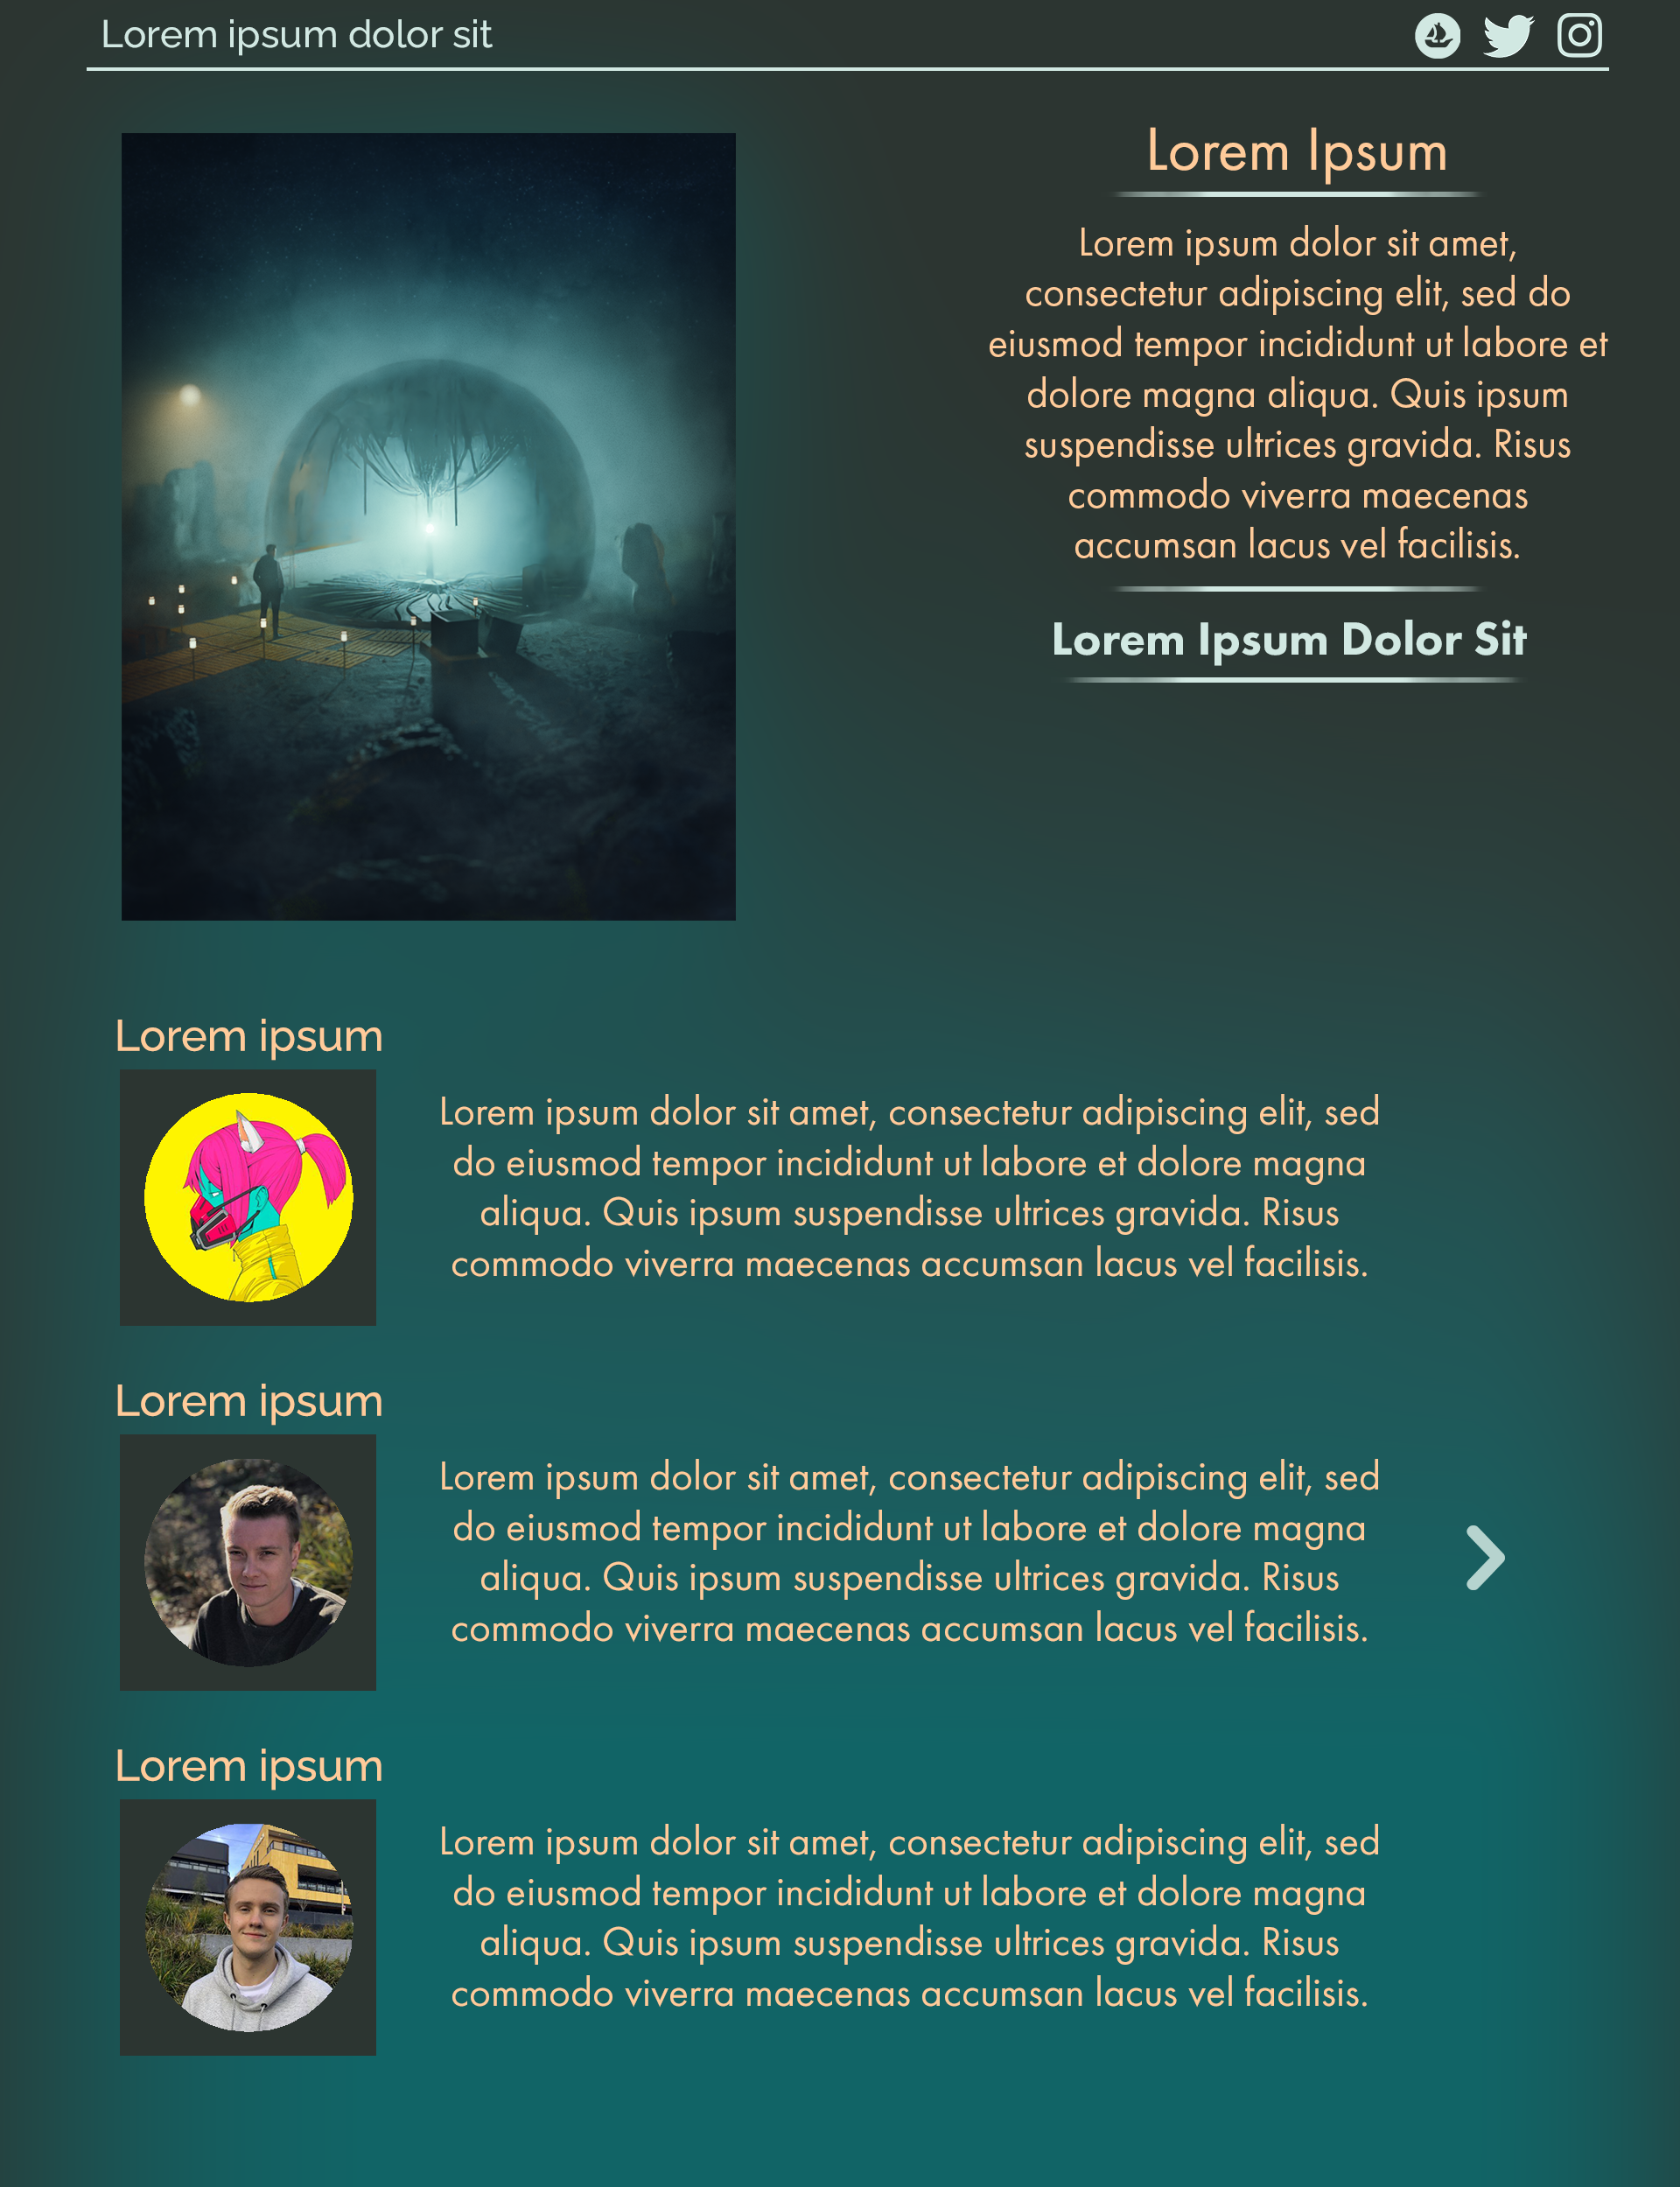 Lorem ipsum dolor sit
Lorem Ipsum
Lorem ipsum dolor sit amet,
consectetur adipiscing elit, sed do
eiusmod tempor incididunt ut labore et
dolore magna aliqua. Quis ipsum
suspendisse ultrices gravida. Risus
commodo viverra maecenas
accumsan lacus vel facilisis.
Lorem Ipsum Dolor Sit
Lorem ipsum
Lorem ipsum dolor sit amet, consectetur adipiscing elit, sed
do eiusmod tempor incididunt ut labore et dolore magna
aliqua. Quis ipsum suspendisse ultrices gravida. Risus
commodo viverra maecenas accumsan lacus vel facilisis.
Lorem ipsum
Lorem ipsum dolor sit amet, consectetur adipiscing elit, sed
do eiusmod tempor incididunt ut labore et dolore magna
aliqua. Quis ipsum suspendisse ultrices gravida. Risus
commodo viverra maecenas accumsan lacus vel facilisis.
Lorem ipsum
Lorem ipsum dolor sit amet, consectetur adipiscing elit, sed
do eiusmod tempor incididunt ut labore et dolore magna
aliqua. Quis ipsum suspendisse ultrices gravida. Risus
commodo viverra maecenas accumsan lacus vel facilisis.